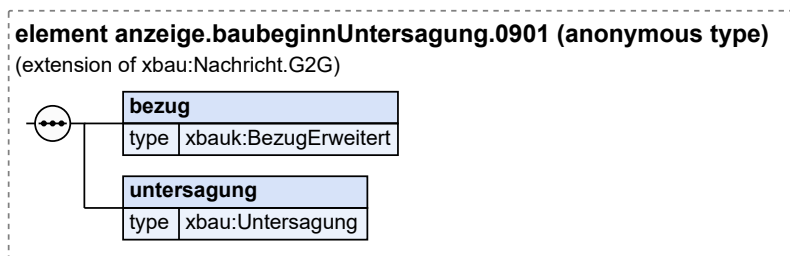 element anzeige.baubeginnUntersagung.0901 (anonymous type)
(extension of xbau:Nachricht.G2G)
bezug
type xbauk:BezugErweitert
untersagung
type xbau:Untersagung